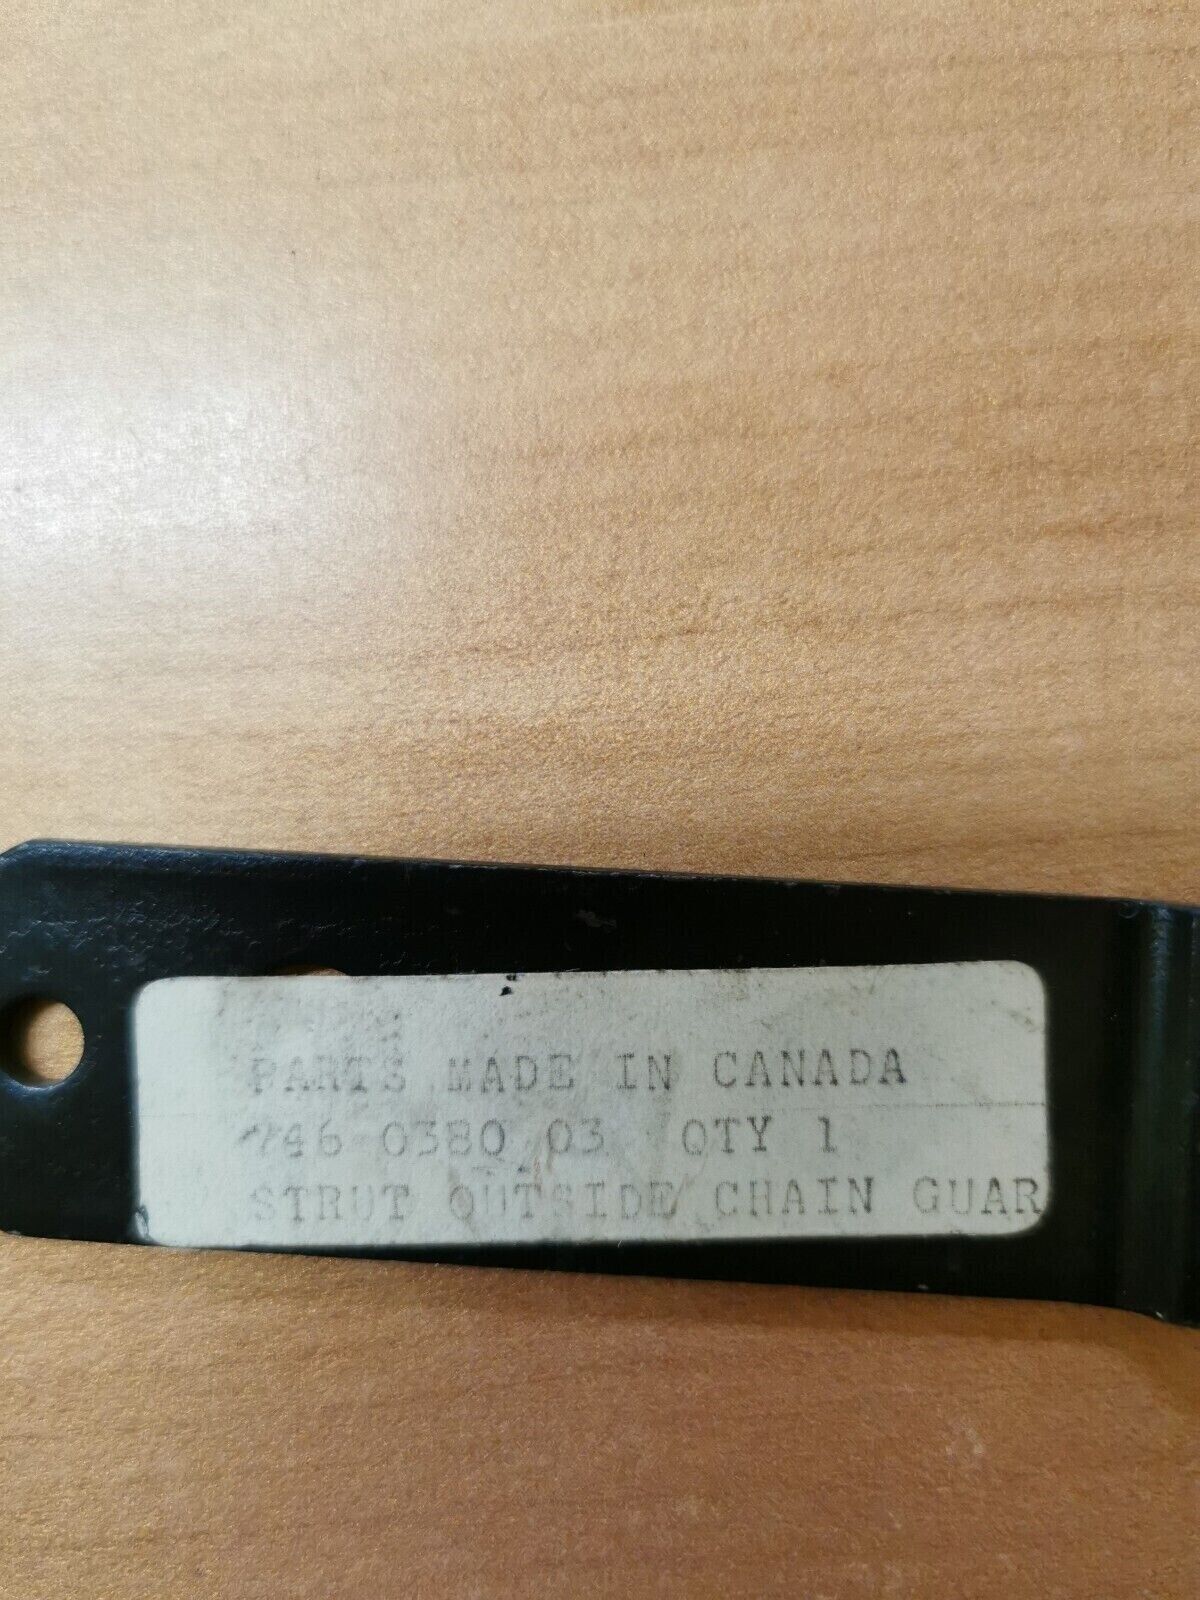 PARTS MADE IN CANADA
746 0380 03 QTY 1
STRUT OUTSIDE CHAIN GUAR